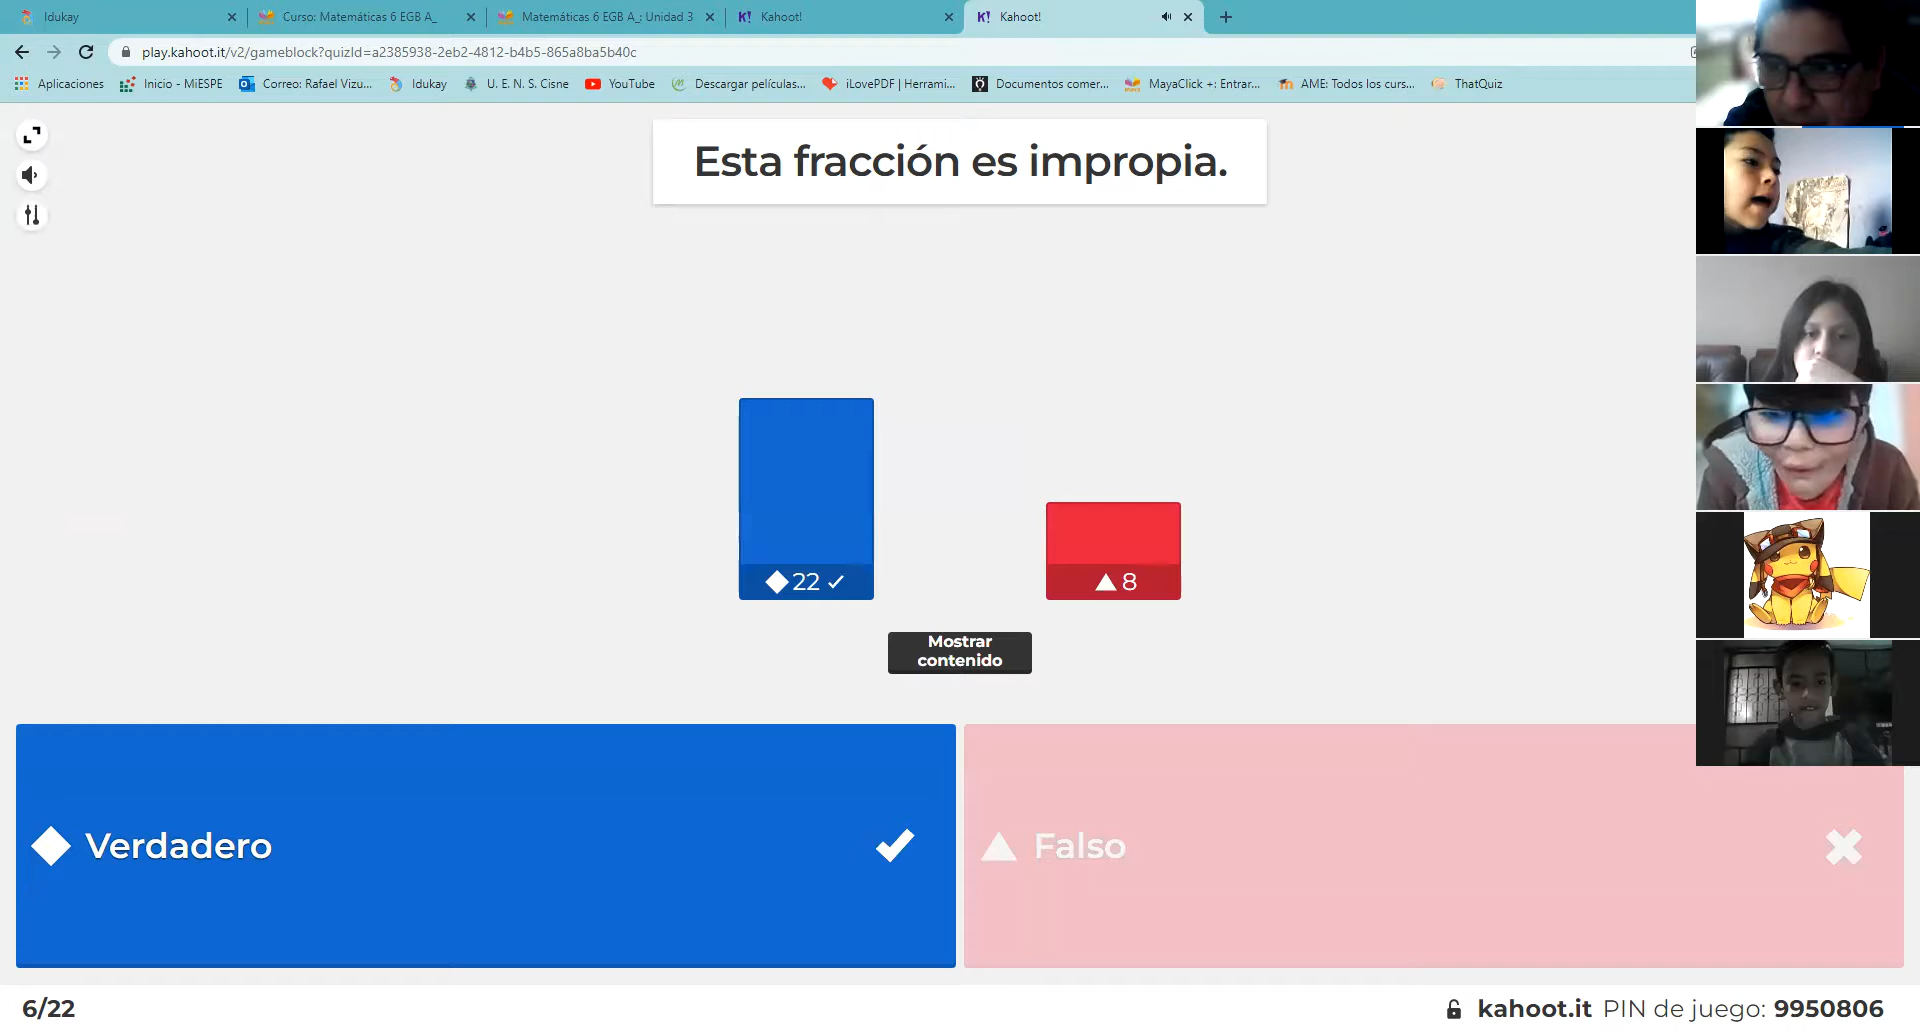 Idukay
Curso: Matemáticas 6 EGB A_
Matemáticas 6 EGB A_: Unidad 3
K! Kahoot!
K! Kahoot!
play.kahoot.it/v2/gameblock?quizId=a2385938-2eb2-4812-b4b5-865a8ba5b40c
Aplicaciones
Inicio - MiESPE
Correo: Rafael Vizu...
Idukay
U. E. N. S. Cisne
YouTube
Descargar películas...
iLovePDF | Herrami...
Documentos comer...
MayaClick +: Entrar...
AME: Todos los curs...
ThatQuiz
Esta fracción es impropia.
22
8
Mostrar
contenido
Verdadero
Falso
6/22
kahoot.it PIN de juego: 9950806